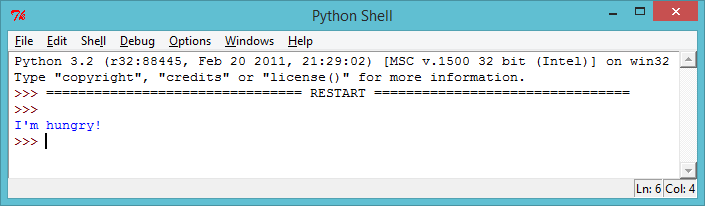 Python Shell
File Edit Shell Debug Options Windows Help
Python 3.2 (r32:88445, Feb 20 2011, 21:29:02) [MSC v.1500 32 bit (Intel)] on win32
Type "copyright", "credits" or "license()" for more information.
>>> ================================ RESTART ================================
>>>
I'm hungry!
>>>
Ln: 6 Col: 4